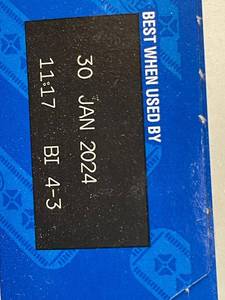 BEST WHEN USED BY
30 JAN 2024
11:17 BI 4-3